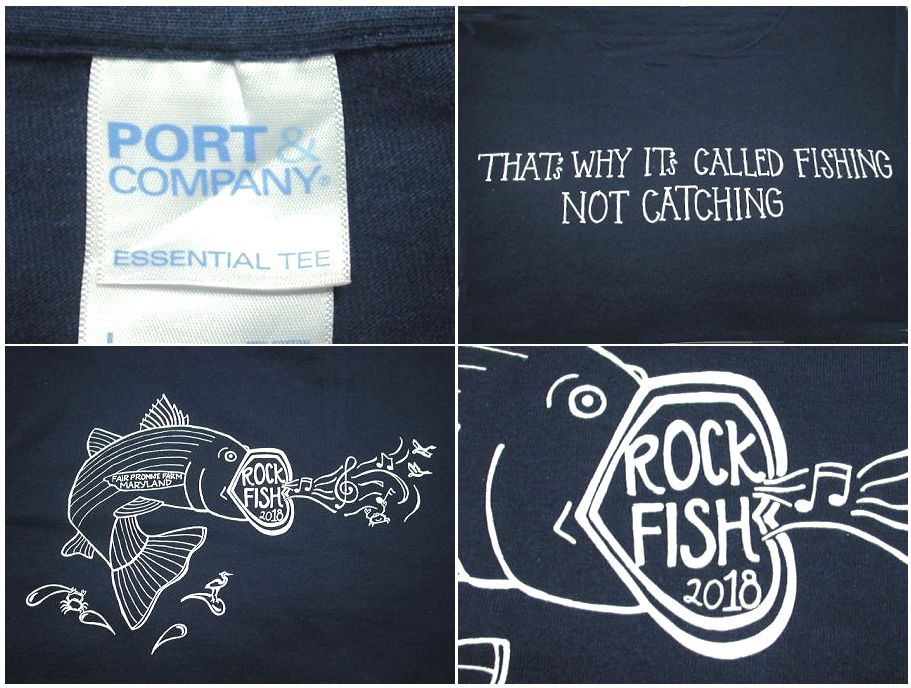 PORT &
COMPANY®
ESSENTIAL TEE
THAT'S WHY IT'S CALLED FISHING
NOT CATCHING
FAIR PROMISE FARM
MARYLAND
ROCK
FISH
2018
ROCK
FISH
2018